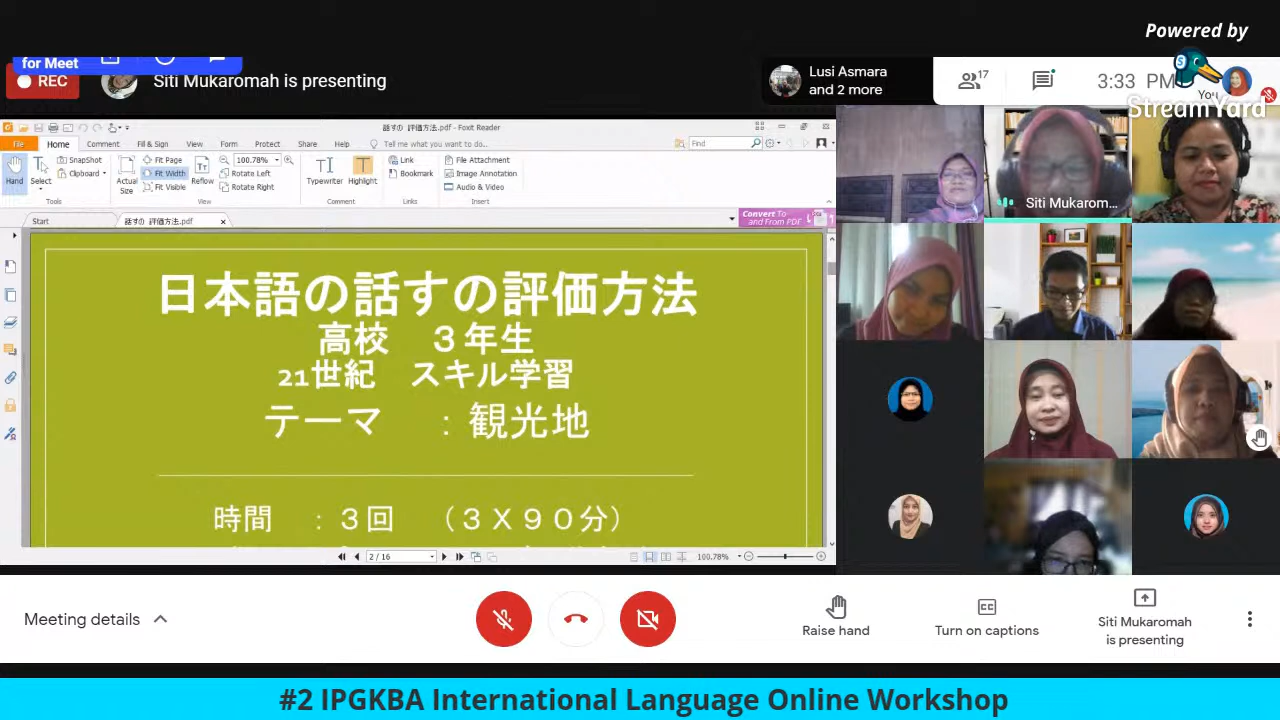 Powered by
StreamYard
for Meet
REC
Siti Mukaromah is presenting
Lusi Asmara
and 2 more
17
3:33 PM
You
話すの 評価方法.pdf - Foxit Reader
File Home Comment Fill & Sign Form Protect Share Help Tell me what you want to do... Find
Hand
Select
SnapShot
Clipboard
Tools
Actual
Size
Fit Page
Fit Width
Fit Visible
Reflow
100.78%
Rotate Left
Rotate Right
View
Typewriter
Highlight
Comment
Link
Bookmark
Links
File Attachment
Image Annotation
Audio & Video
Insert
Start
話すの 評価方法.pdf
Convert To
and From PDF
日本語の話すの評価方法
高校 3年生
21世紀 スキル学習
テーマ :観光地
時間 :3回 (3X90分)
2 / 16
100.78%
Siti Mukarom...
Meeting details
Raise hand
Turn on captions
Siti Mukaromah
is presenting
#2 IPGKBA International Language Online Workshop